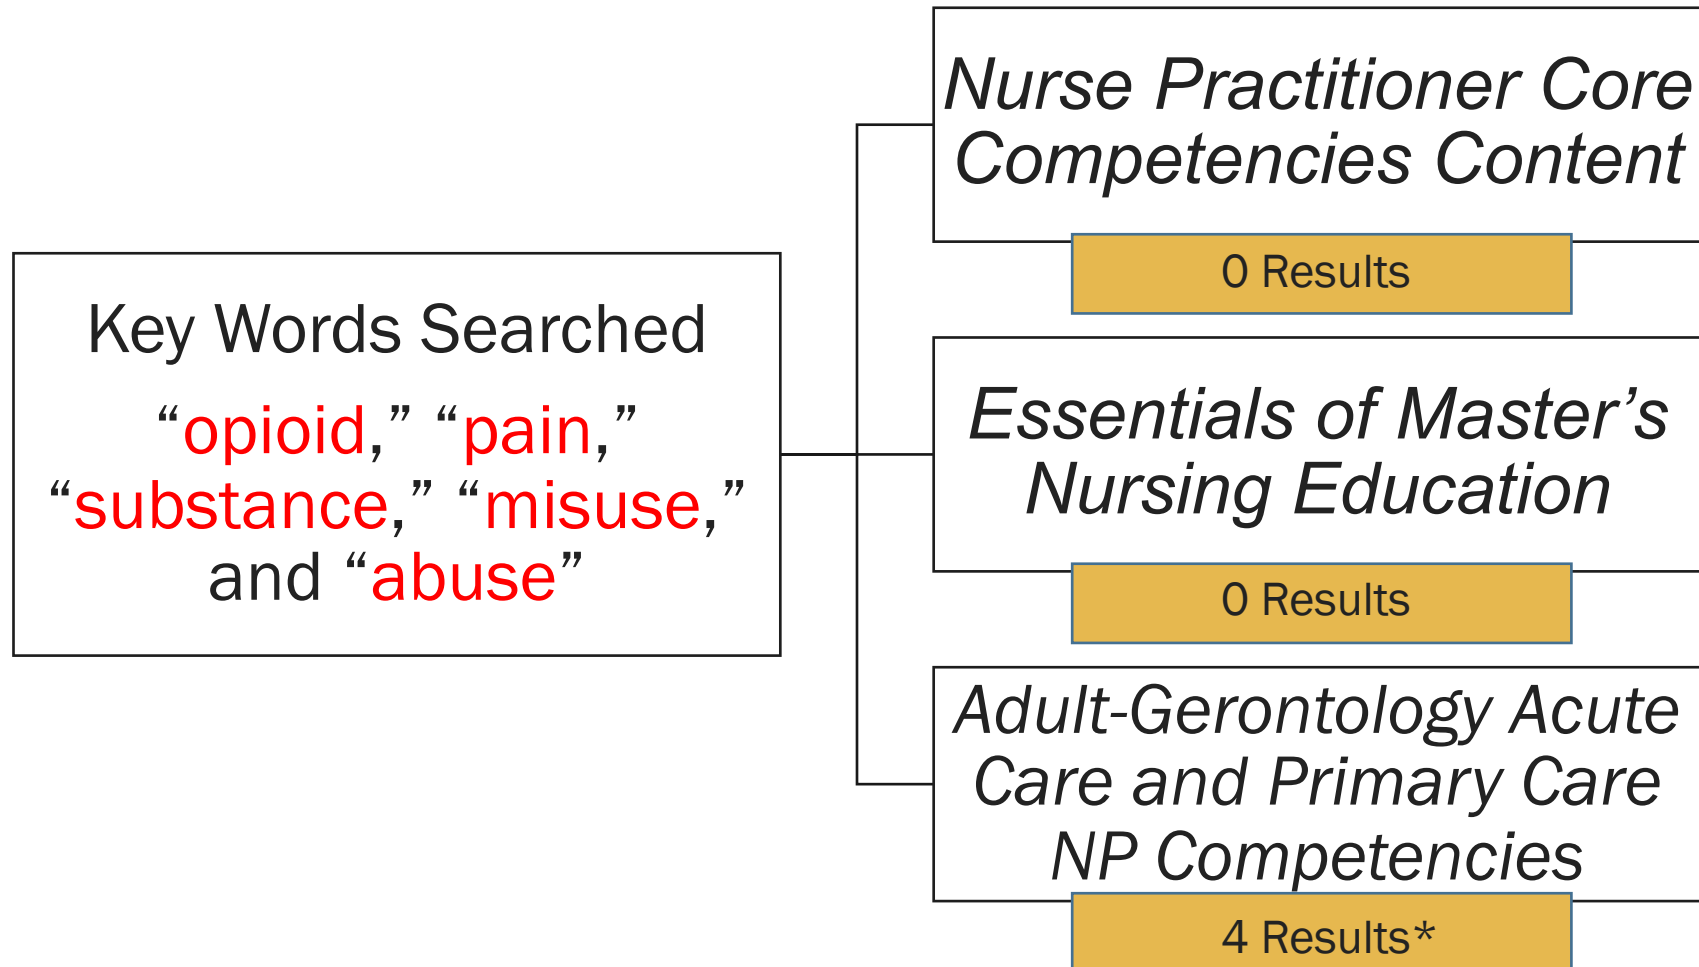 Key Words Searched
“opioid,” “pain,”
“substance,” “misuse,”
and “abuse”
Nurse Practitioner Core
Competencies Content
0 Results
Essentials of Master’s
Nursing Education
0 Results
Adult-Gerontology Acute
Care and Primary Care
NP Competencies
4 Results*